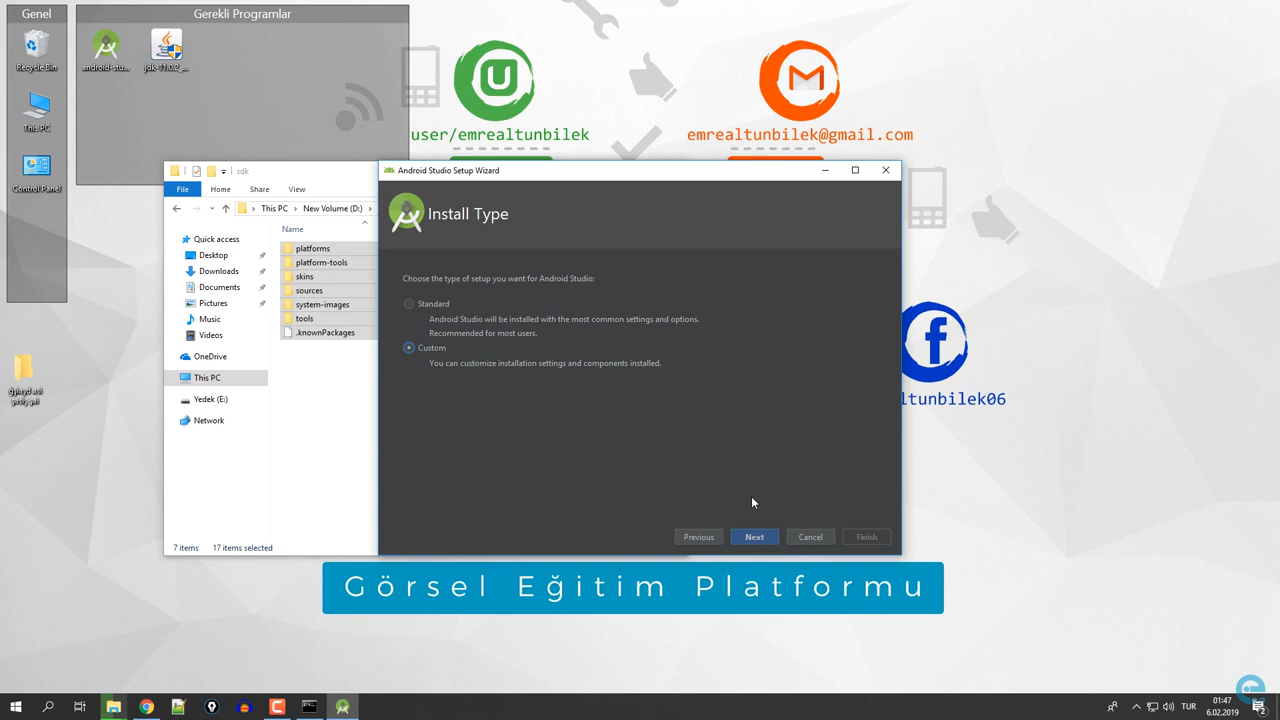 Genel
Gerekli Programlar
Recycle Bin
android-stu...
jdk-11.0.2_...
This PC
Control Panel
user/emrealtunbilek
emrealtunbilek@gmail.com
ltunbilek06
sdk
File
Home
Share
View
This PC
New Volume (D:)
Name
Quick access
Desktop
Downloads
Documents
Pictures
Music
Videos
OneDrive
This PC
Yedek (E:)
Network
platforms
platform-tools
skins
sources
system-images
tools
.knownPackages
7 items
17 items selected
Android Studio Setup Wizard
Install Type
Choose the type of setup you want for Android Studio:
Standard
Android Studio will be installed with the most common settings and options.
Recommended for most users.
Custom
You can customize installation settings and components installed.
Previous
Next
Cancel
Finish
Görsel Eğitim Platformu
TUR
01:47
6.02.2019